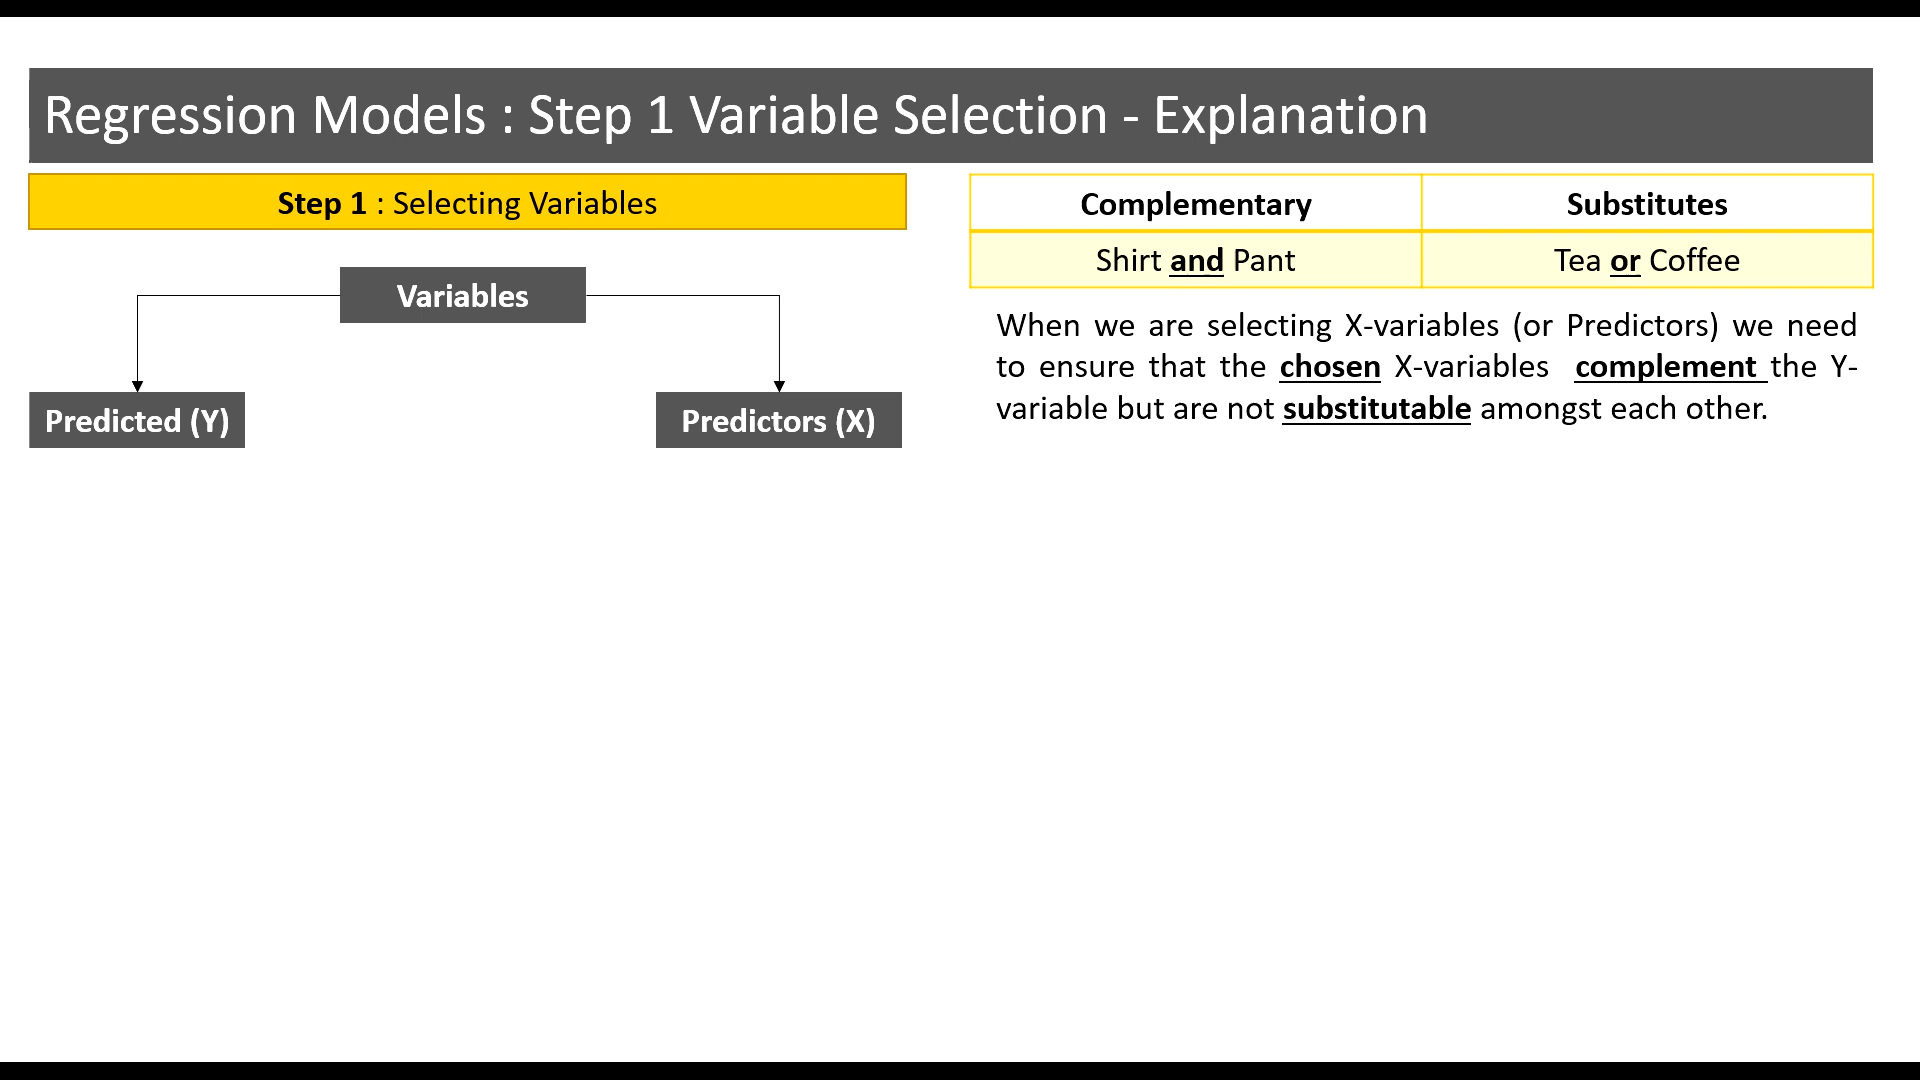 Regression Models : Step 1 Variable Selection - Explanation
Step 1 : Selecting Variables
Variables
Predicted (Y)
Predictors (X)
Complementary
Substitutes
Shirt and Pant
Tea or Coffee
When we are selecting X-variables (or Predictors) we need
to ensure that the chosen X-variables complement the Y-
variable but are not substitutable amongst each other.